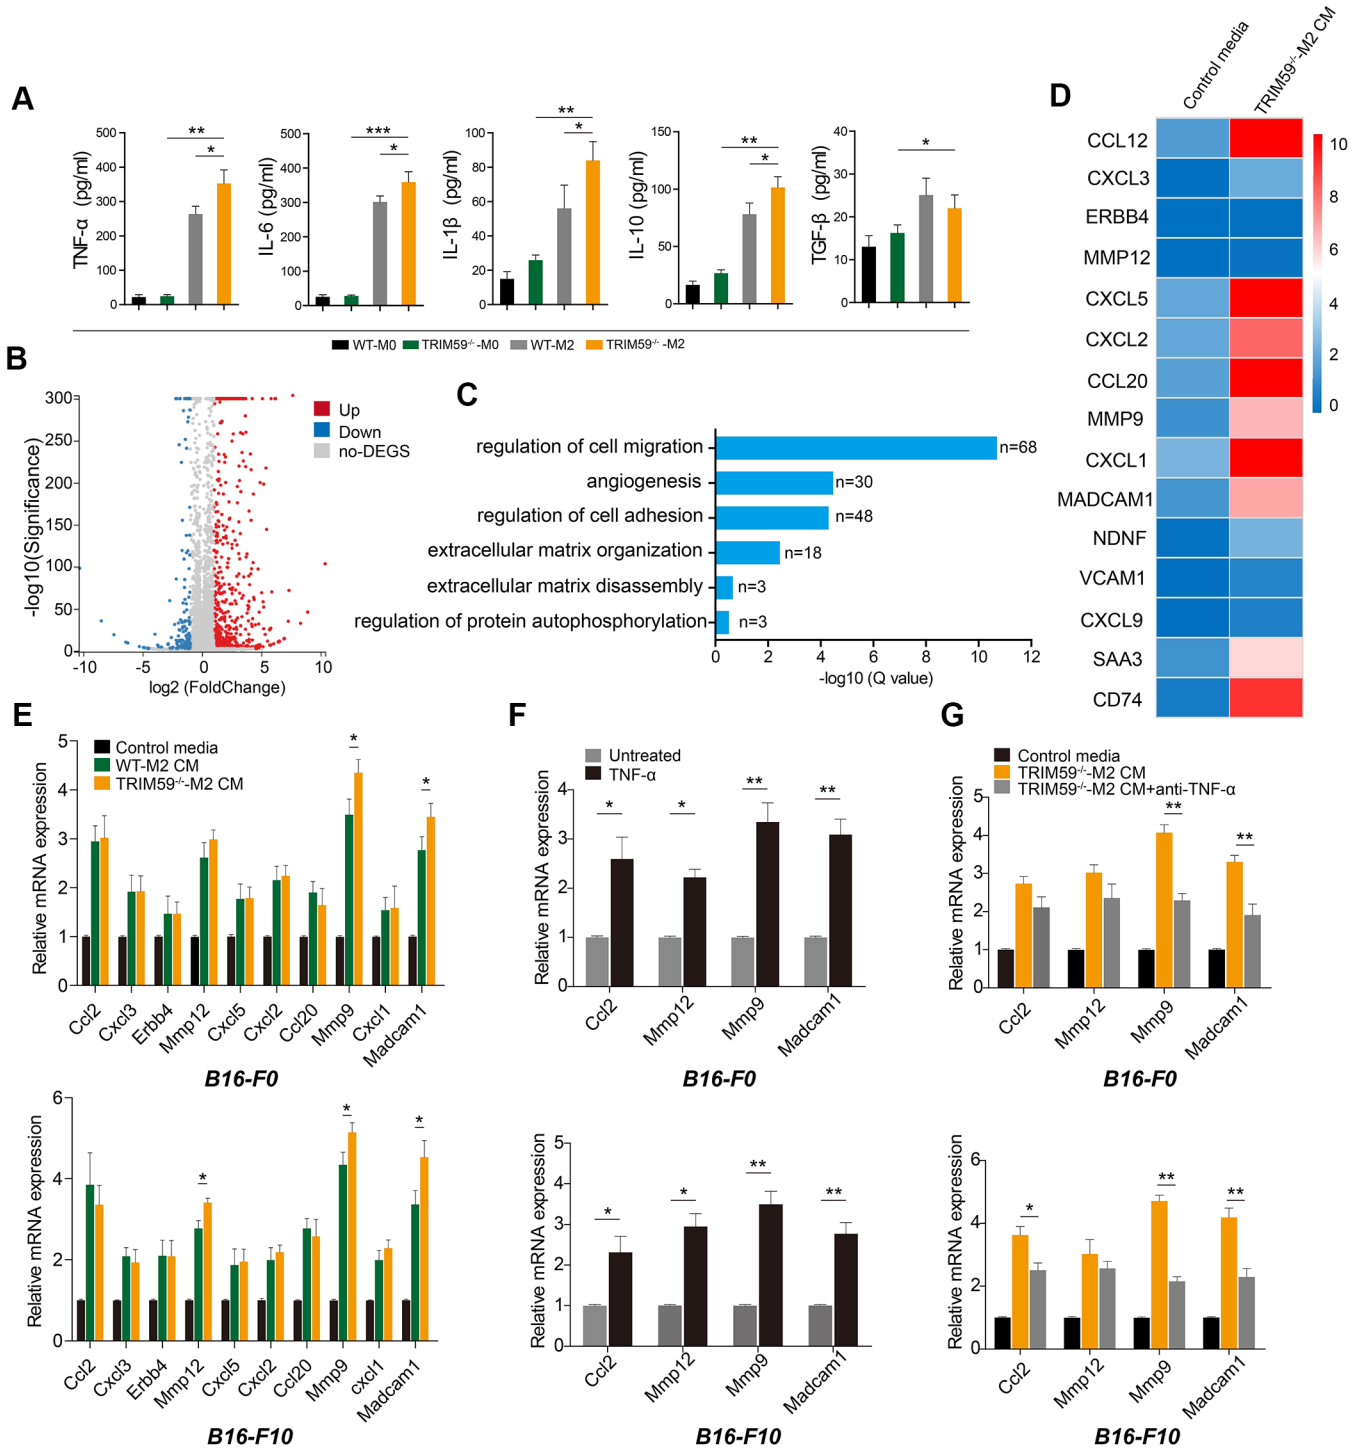 A
TNF-α (pg/ml)
500
400
300
200
100
0
**
*
IL-6 (pg/ml)
500
400
300
200
100
0
***
*
IL-1β (pg/ml)
100
80
60
40
20
0
**
*
IL-10 (pg/ml)
150
100
50
0
**
*
TGF-β (pg/ml)
40
30
20
10
0
*
WT-M0 TRIM59-/- -M0 WT-M2 TRIM59-/- -M2
B
-log10(Significance)
300
250
200
150
100
50
0
-10 -5 0 5 10
log2 (FoldChange)
Up
Down
no-DEGS
C
regulation of cell migration n=68
angiogenesis n=30
regulation of cell adhesion n=48
extracellular matrix organization n=18
extracellular matrix disassembly n=3
regulation of protein autophosphorylation n=3
0 2 4 6 8 10 12
-log10 (Q value)
D
Control media
TRIM59-/--M2 CM
CCL12
CXCL3
ERBB4
MMP12
CXCL5
CXCL2
CCL20
MMP9
CXCL1
MADCAM1
NDNF
VCAM1
CXCL9
SAA3
CD74
10
8
6
4
2
0
E
Control media
WT-M2 CM
TRIM59-/--M2 CM
Relative mRNA expression
5
4
3
2
1
0
* *
Ccl2 Cxcl3 Erbb4 Mmp12 Cxcl5 Cxcl2 Ccl20 Mmp9 Cxcl1 Madcam1
B16-F0
Relative mRNA expression
6
4
2
0
* * *
Ccl2 Cxcl3 Erbb4 Mmp12 Cxcl5 Cxcl2 Ccl20 Mmp9 cxcl1 Madcam1
B16-F10
F
Untreated
TNF-α
Relative mRNA expression
4
3
2
1
0
* * ** **
Ccl2 Mmp12 Mmp9 Madcam1
B16-F0
Relative mRNA expression
5
4
3
2
1
0
* * ** **
Ccl2 Mmp12 Mmp9 Madcam1
B16-F10
G
Control media
TRIM59-/--M2 CM
TRIM59-/--M2 CM+anti-TNF-α
Relative mRNA expression
5
4
3
2
1
0
** **
Ccl2 Mmp12 Mmp9 Madcam1
B16-F0
Relative mRNA expression
6
4
2
0
* ** **
Ccl2 Mmp12 Mmp9 Madcam1
B16-F10